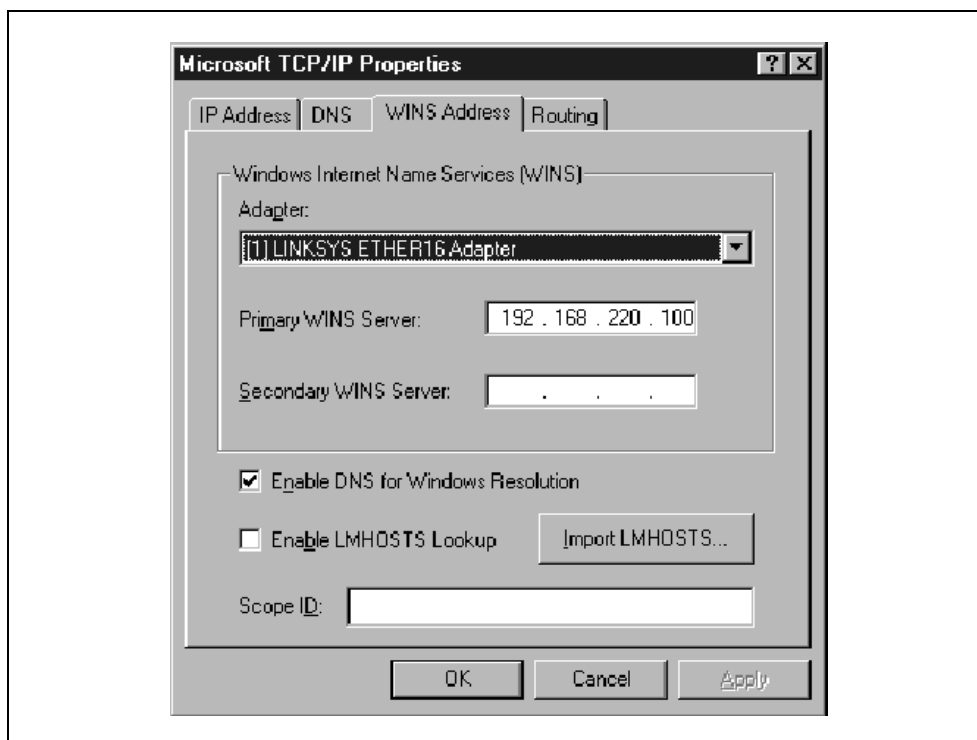 Microsoft TCP/IP Properties
? X
IP Address DNS WINS Address Routing
Windows Internet Name Services (WINS)
Adapter:
[1] LINKSYS ETHER16 Adapter
Primary WINS Server: 192 . 168 . 220 . 100
Secondary WINS Server: . . .
Enable DNS for Windows Resolution
Enable LMHOSTS Lookup Import LMHOSTS...
Scope ID:
OK Cancel Apply